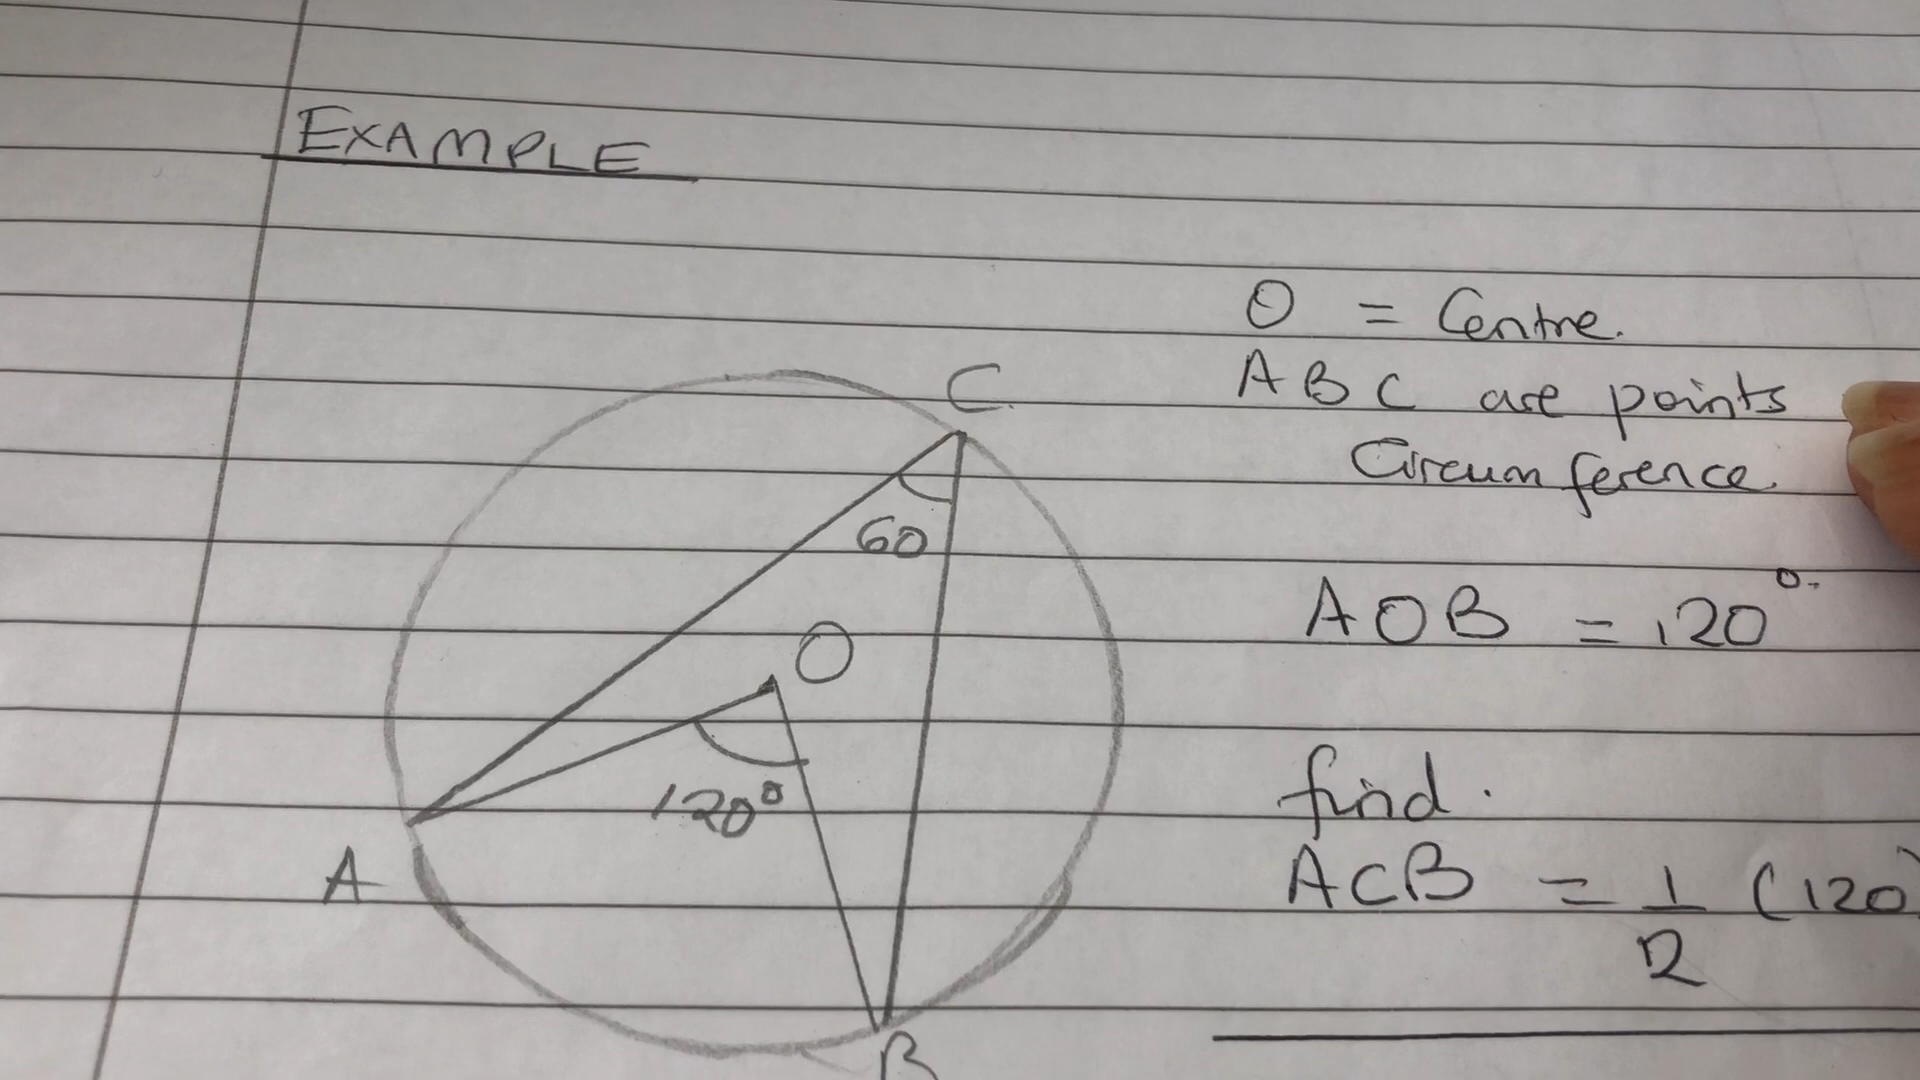 EXAMPLE
O = Centre.
ABC are points
Circumference.
C.
60
AOB = 120°.
O
120°
find.
A
ACB = 1/2 (120)
B